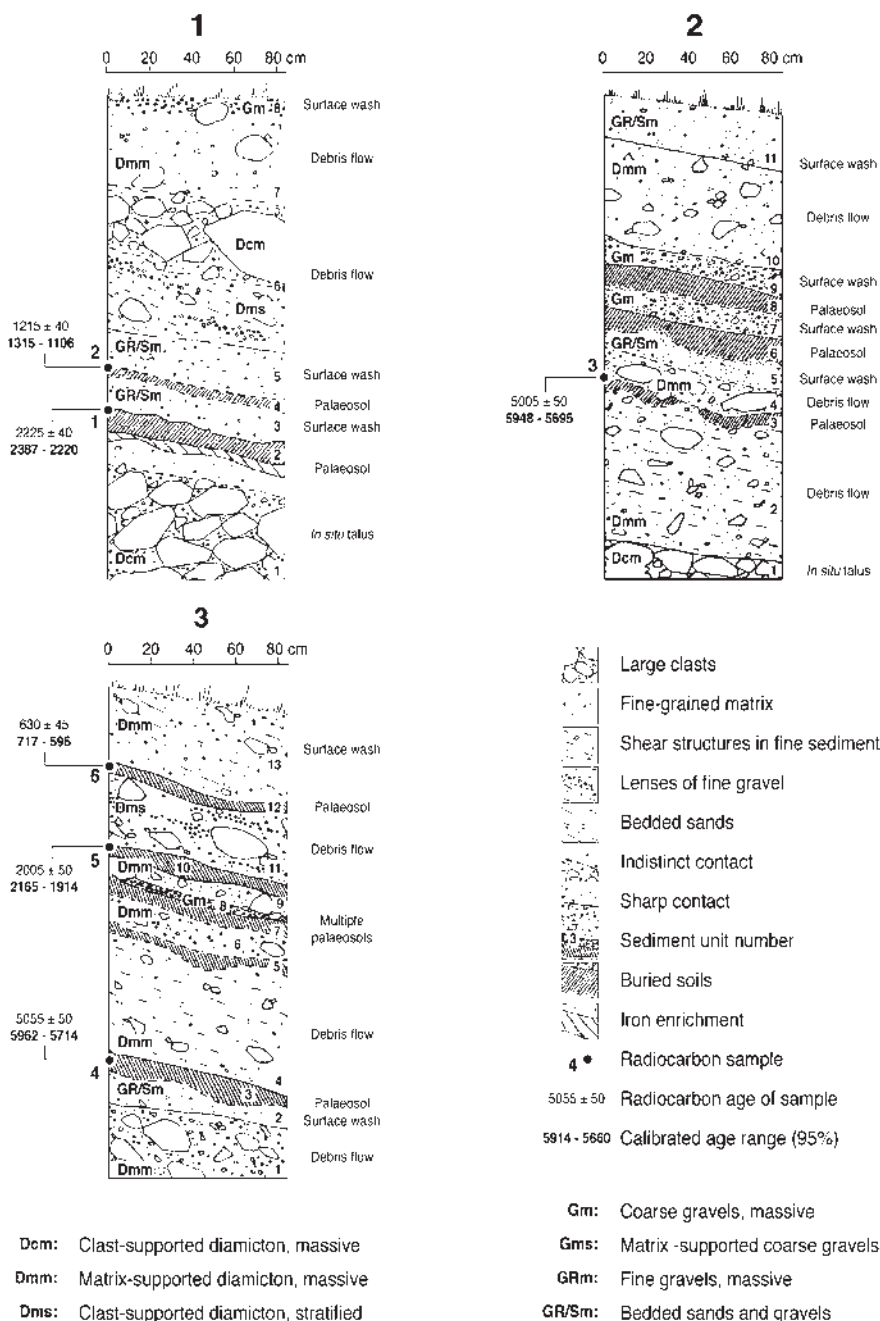 1
0 20 40 60 80 cm
Gm 8
Surface wash
Dmm
Debris flow
7
Dcm
Debris flow
6
Dms
1215 ± 40
1315 - 1106
2
GR/Sm
5
Surface wash
GR/Sm
4
Palaeosol
1
3
Surface wash
2225 ± 40
2387 - 2220
2
Palaeosol
In situ talus
Dcm
1
2
0 20 40 60 80 cm
GR/Sm
11
Surface wash
Dmm
Debris flow
10
Gm
9
Surface wash
8
Palaeosol
Gm
7
Surface wash
GR/Sm
6
Palaeosol
3
5
Surface wash
Dmm
5005 ± 50
5948 - 5695
4
Debris flow
3
Palaeosol
Debris flow
2
Dmm
Dcm
1
In situ talus
3
0 20 40 60 80 cm
Dmm
630 ± 45
717 - 595
Surface wash
13
6
12
Palaeosol
Dms
Debris flow
5
11
10
Dmm
2005 ± 50
2165 - 1914
9
Gm
8
Dmm
7
Multiple
palaeosols
6
5
5055 ± 50
5962 - 5714
Dmm
Debris flow
4
4
GR/Sm
3
Palaeosol
2
Surface wash
Debris flow
Dmm
1
Large clasts
Fine-grained matrix
Shear structures in fine sediment
Lenses of fine gravel
Bedded sands
Indistinct contact
Sharp contact
3 Sediment unit number
Buried soils
Iron enrichment
4 Radiocarbon sample
5055 ± 50 Radiocarbon age of sample
5914 - 5660 Calibrated age range (95%)
Dcm: Clast-supported diamicton, massive
Dmm: Matrix-supported diamicton, massive
Dms: Clast-supported diamicton, stratified
Gm: Coarse gravels, massive
Gms: Matrix -supported coarse gravels
GRm: Fine gravels, massive
GR/Sm: Bedded sands and gravels